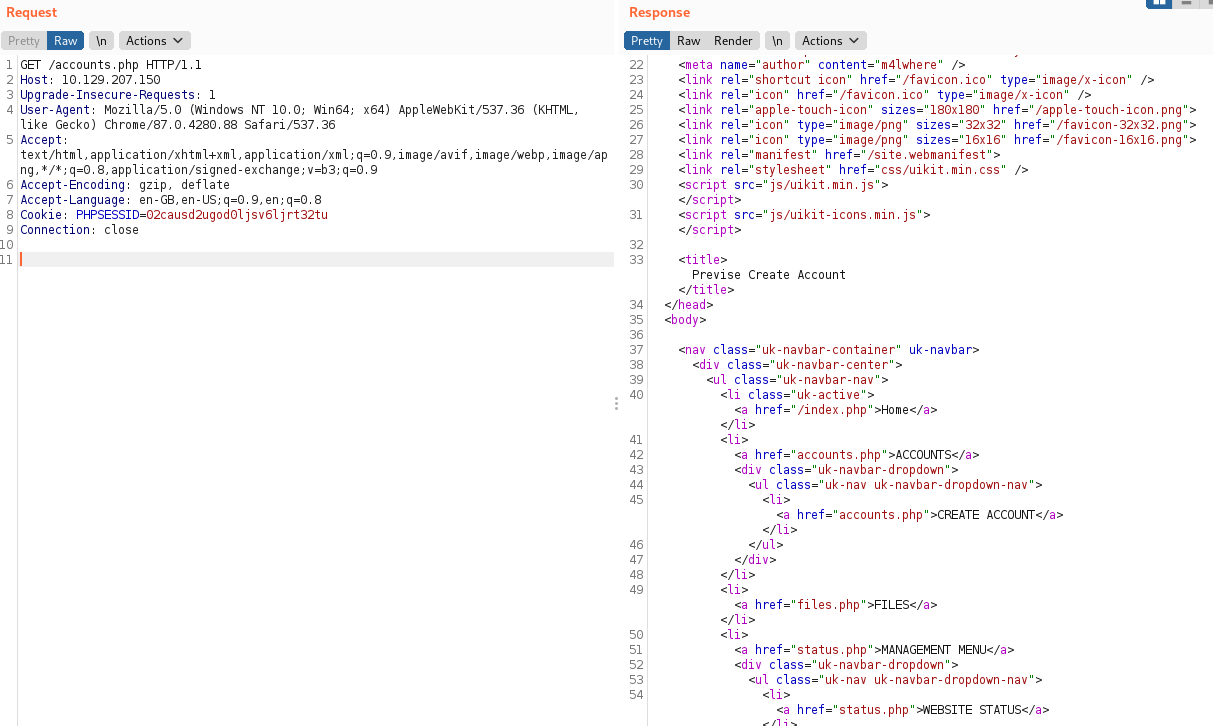 Request
Response
Pretty Raw \n Actions
Pretty Raw Render \n Actions
1 GET /accounts.php HTTP/1.1
2 Host: 10.129.207.150
3 Upgrade-Insecure-Requests: 1
4 User-Agent: Mozilla/5.0 (Windows NT 10.0; Win64; x64) AppleWebKit/537.36 (KHTML,
like Gecko) Chrome/87.0.4280.88 Safari/537.36
5 Accept:
text/html,application/xhtml+xml,application/xml;q=0.9,image/avif,image/webp,image/ap
ng,*/*;q=0.8,application/signed-exchange;v=b3;q=0.9
6 Accept-Encoding: gzip, deflate
7 Accept-Language: en-GB,en-US;q=0.9,en;q=0.8
8 Cookie: PHPSESSID=02causd2ugod0ljsv6ljrt32tu
9 Connection: close
10
11
22 <meta name="author" content="m4lwhere" />
23 <link rel="shortcut icon" href="/favicon.ico" type="image/x-icon" />
24 <link rel="icon" href="/favicon.ico" type="image/x-icon" />
25 <link rel="apple-touch-icon" sizes="180x180" href="/apple-touch-icon.png">
26 <link rel="icon" type="image/png" sizes="32x32" href="/favicon-32x32.png">
27 <link rel="icon" type="image/png" sizes="16x16" href="/favicon-16x16.png">
28 <link rel="manifest" href="/site.webmanifest">
29 <link rel="stylesheet" href="css/uikit.min.css" />
30 <script src="js/uikit.min.js">
</script>
31 <script src="js/uikit-icons.min.js">
</script>
32
33 <title>
Previse Create Account
</title>
34 </head>
35 <body>
36
37 <nav class="uk-navbar-container" uk-navbar>
38 <div class="uk-navbar-center">
39 <ul class="uk-navbar-nav">
40 <li class="uk-active">
<a href="/index.php">Home</a>
</li>
41 <li>
42 <a href="accounts.php">ACCOUNTS</a>
43 <div class="uk-navbar-dropdown">
44 <ul class="uk-nav uk-navbar-dropdown-nav">
45 <li>
<a href="accounts.php">CREATE ACCOUNT</a>
</li>
46 </ul>
47 </div>
48 </li>
49 <li>
<a href="files.php">FILES</a>
</li>
50 <li>
51 <a href="status.php">MANAGEMENT MENU</a>
52 <div class="uk-navbar-dropdown">
53 <ul class="uk-nav uk-navbar-dropdown-nav">
54 <li>
<a href="status.php">WEBSITE STATUS</a>
</li>